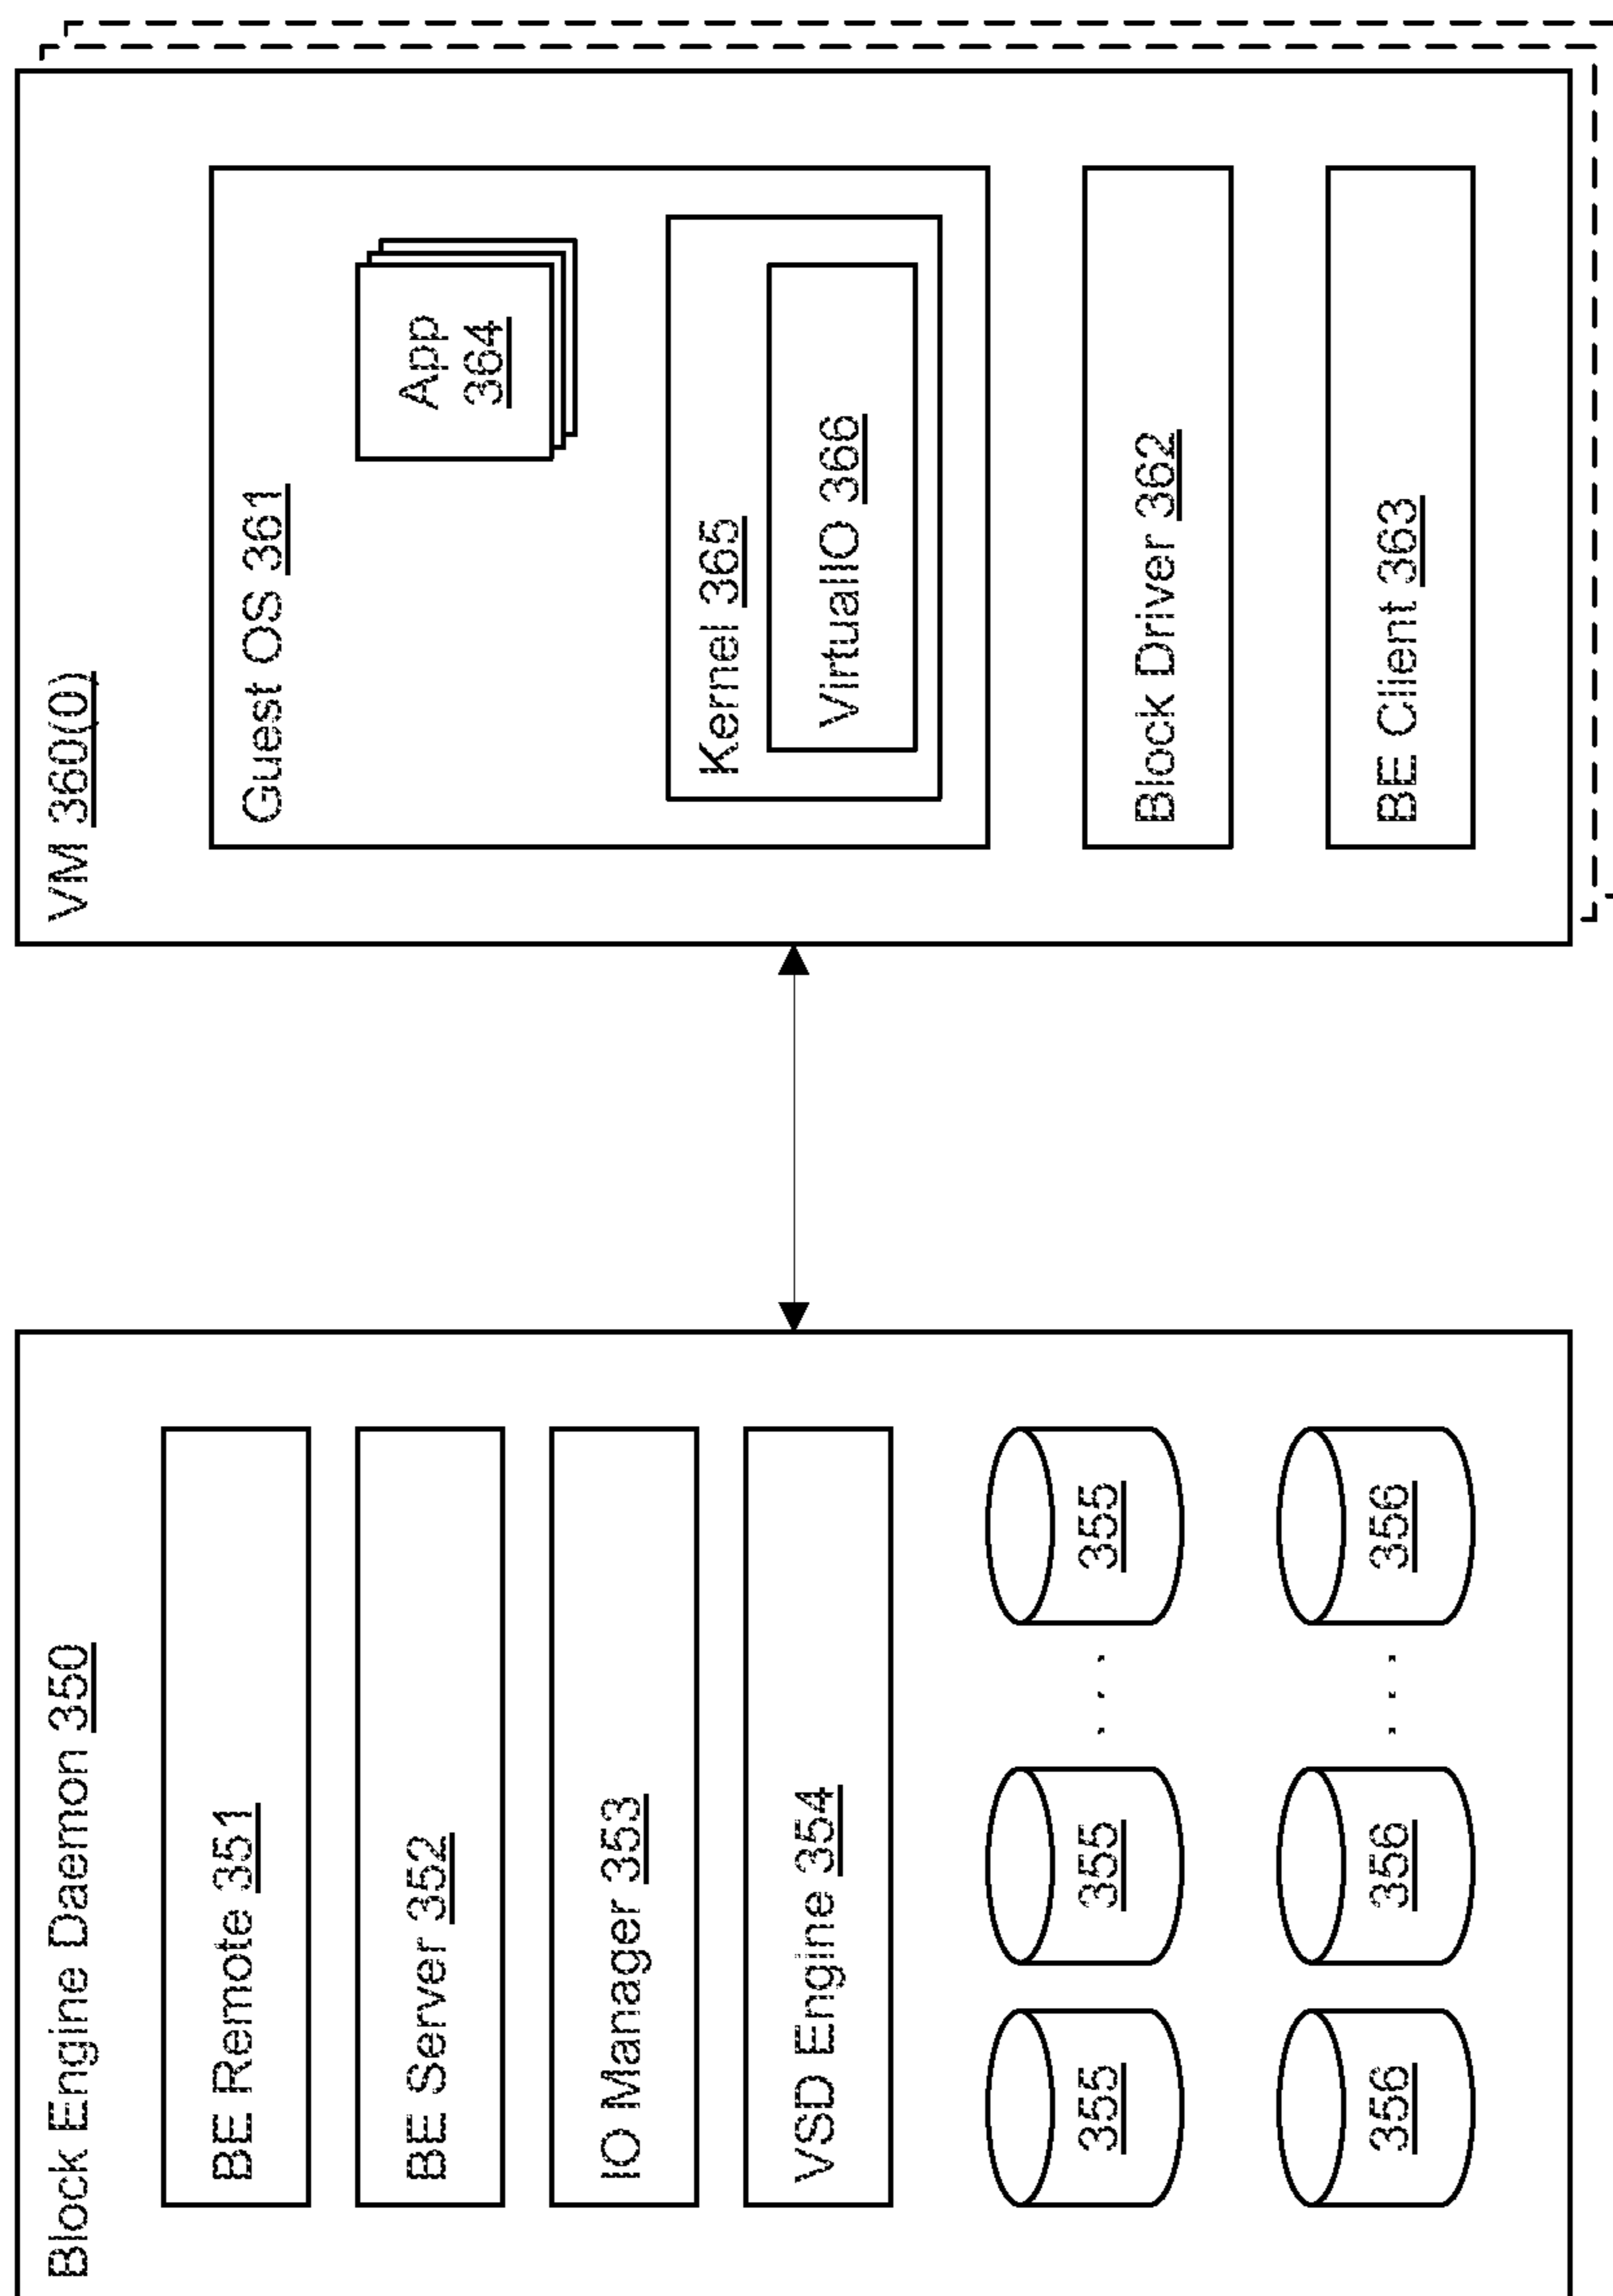 Block Engine Daemon 350
BE Remote 351
BE Server 352
IO Manager 353
VSD Engine 354
355
355
. . .
355
356
356
. . .
356
VM 360(0)
Guest OS 361
App
364
Kernel 365
VirtualIO 366
Block Driver 362
BE Client 363